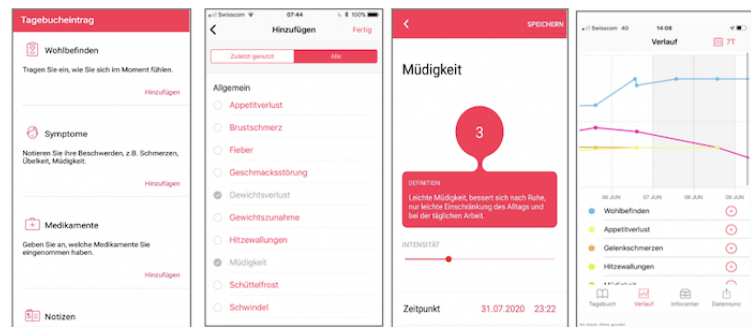 Tagebucheintrag
Wohlbefinden
Tragen Sie ein, wie Sie sich im Moment fühlen.
Hinzufügen
Symptome
Notieren Sie ihre Beschwerden, z.B. Schmerzen,
Übelkeit, Müdigkeit.
Hinzufügen
Medikamente
Geben Sie an, welche Medikamente Sie
eingenommen haben.
Hinzufügen
Notizen
Swisscom
07:44
100%
Hinzufügen
Fertig
Zuletzt genutzt
Alle
Allgemein
Appetitverlust
Brustschmerz
Fieber
Geschmacksstörung
Gewichtsverlust
Gewichtszunahme
Hitzewallungen
Müdigkeit
Schüttelfrost
Schwindel
SPEICHERN
Müdigkeit
3
DEFINITION
Leichte Müdigkeit, bessert sich nach Ruhe,
nur leichte Einschränkung des Alltags und
bei der täglichen Arbeit.
INTENSITÄT
Zeitpunkt 31.07.2020 23:22
Swisscom 4G
14:08
Verlauf
7T
06.JUN 07.JUN 08.JUN 09.JUN
Wohlbefinden
Appetitverlust
Gelenkschmerzen
Hitzewallungen
Müdigkeit
Tagebuch Verlauf Infocenter Datensync